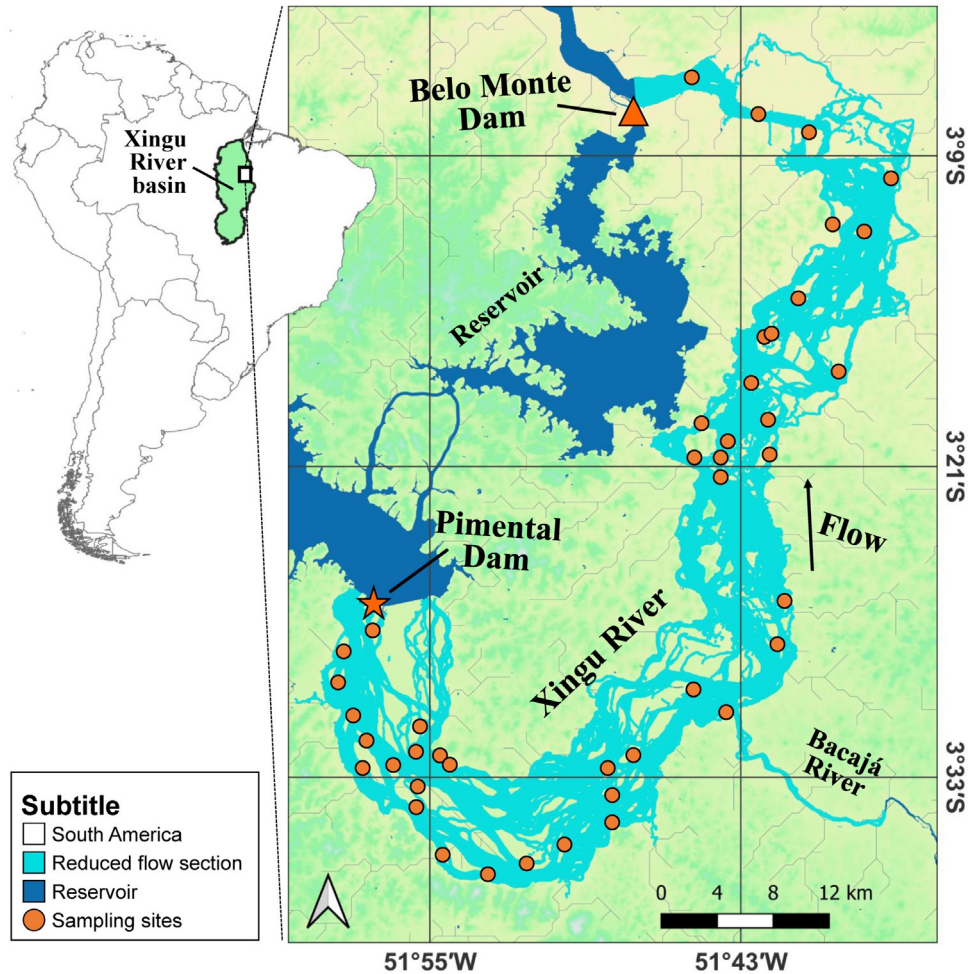 Xingu
River
basin
Belo Monte
Dam
3°9'S
Reservoir
3°21'S
Pimental
Dam
Flow
Xingu River
Bacajá
River
3°33'S
Subtitle
South America
Reduced flow section
Reservoir
Sampling sites
0 4 8 12 km
51°55'W
51°43'W